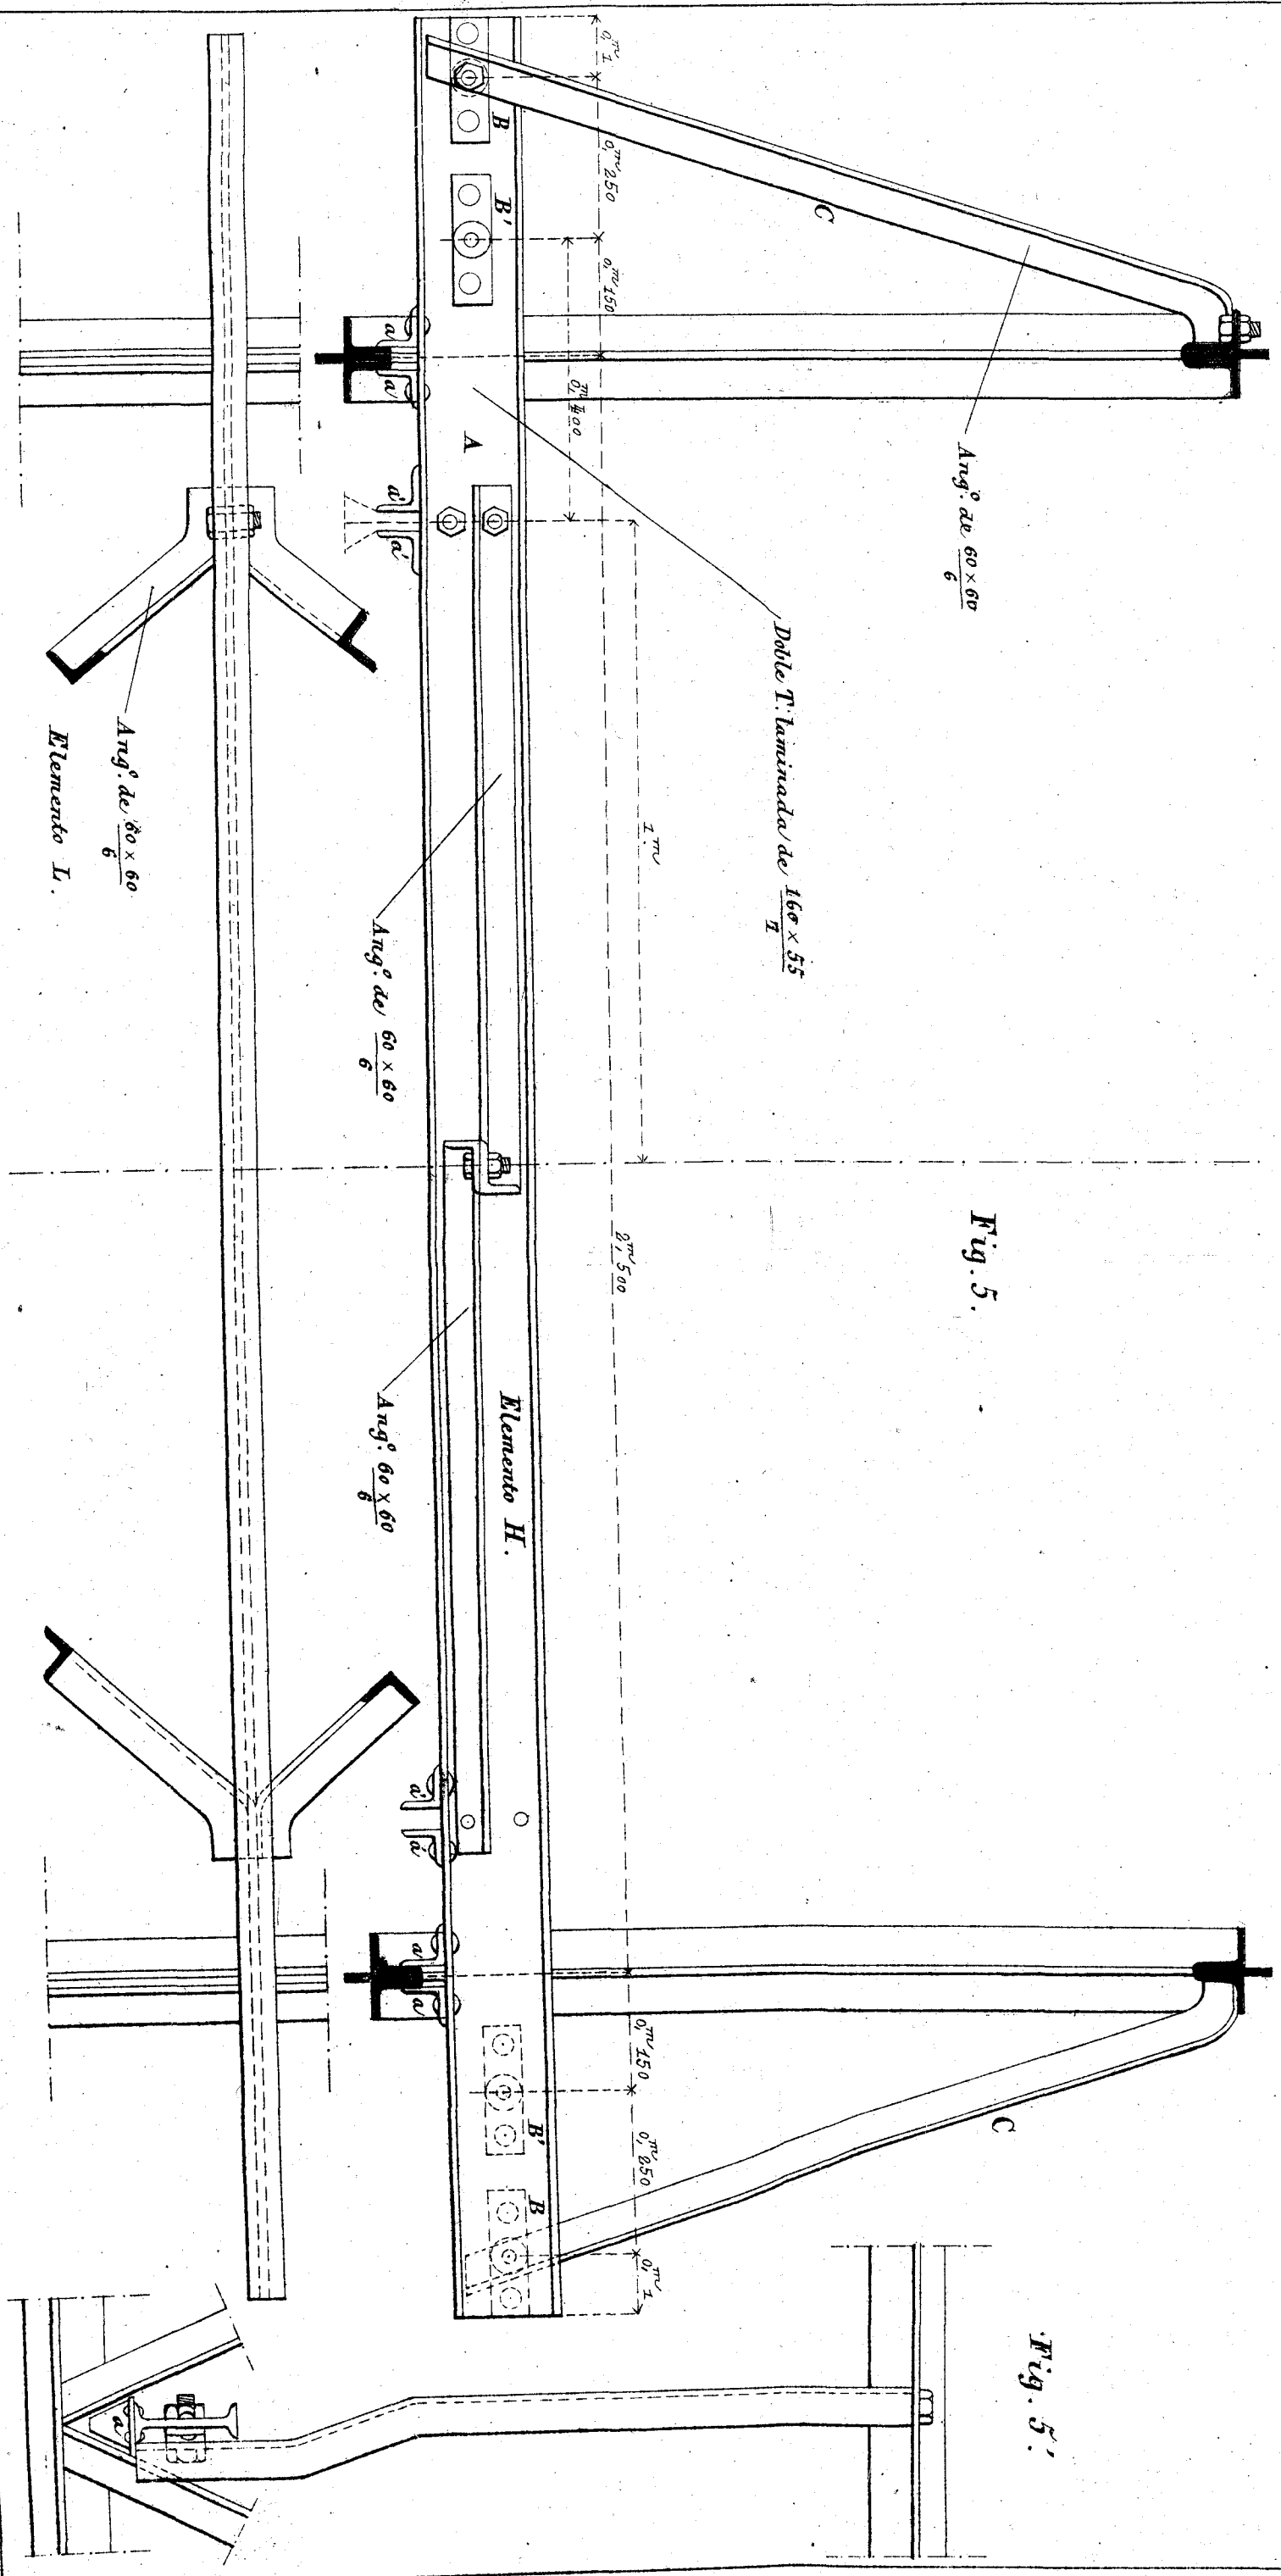 Fig. 5.
Fig. 5'.
Ang.º de 60 × 60
6
Doble T. laminada de 160 × 55
7
C
C
0,m 1
0,m 250
0,m 150
0,m 400
1.m
2,m 500
0,m 150
0,m 250
0,m 1
B
B'
A
B'
B
Elemento H.
a
a
a'
a'
a'
a'
a
a
a
Ang.º de 60 × 60
6
Ang.º 60 × 60
6
Ang.º de 60 × 60
6
Elemento L.